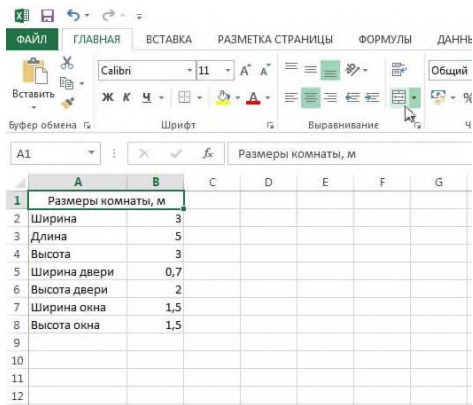 ФАЙЛ ГЛАВНАЯ ВСТАВКА РАЗМЕТКА СТРАНИЦЫ ФОРМУЛЫ ДАННЫ
Calibri 11 Общий
Вставить Ж К Ч А %
Буфер обмена Шрифт Выравнивание Ч
A1 fx Размеры комнаты, м
A B C D E F G
1 Размеры комнаты, м
2 Ширина 3
3 Длина 5
4 Высота 3
5 Ширина двери 0,7
6 Высота двери 2
7 Ширина окна 1,5
8 Высота окна 1,5
9
10
11
12